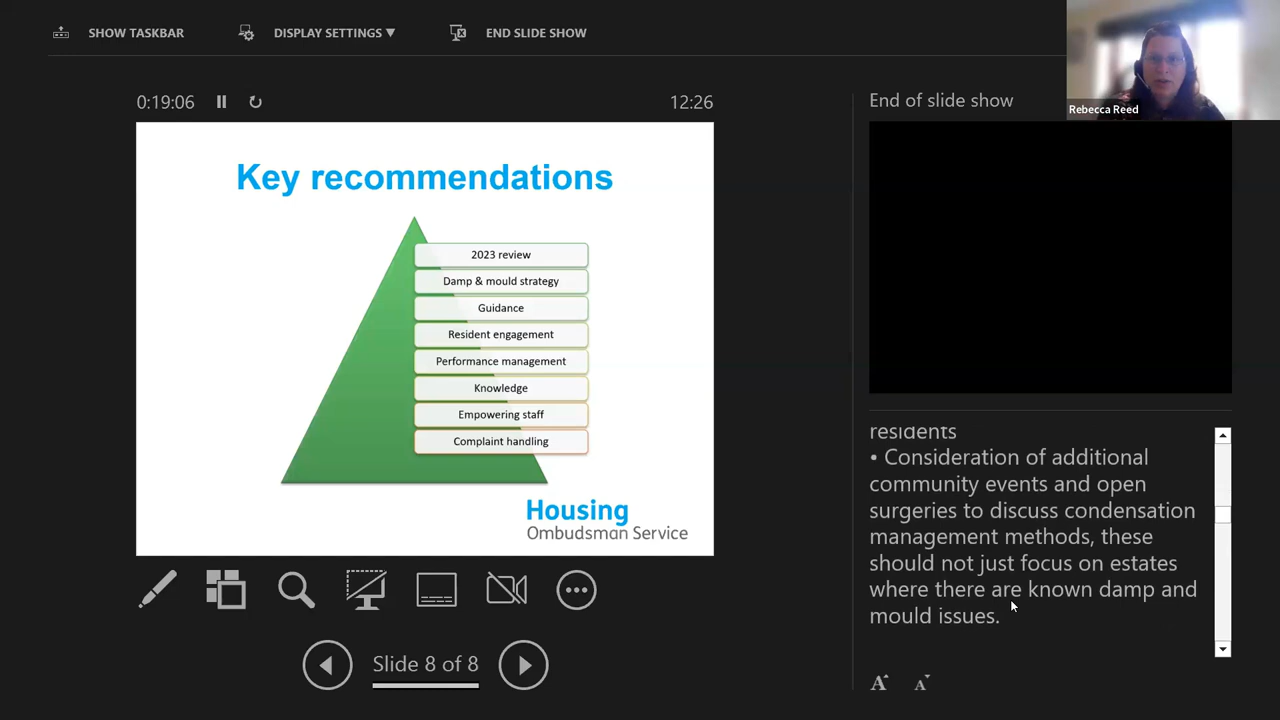 SHOW TASKBAR
DISPLAY SETTINGS ▼
END SLIDE SHOW
Rebecca Reed
0:19:06
12:26
End of slide show
Key recommendations
2023 review
Damp & mould strategy
Guidance
Resident engagement
Performance management
Knowledge
Empowering staff
Complaint handling
Housing
Ombudsman Service
residents
• Consideration of additional
community events and open
surgeries to discuss condensation
management methods, these
should not just focus on estates
where there are known damp and
mould issues.
Slide 8 of 8
A A